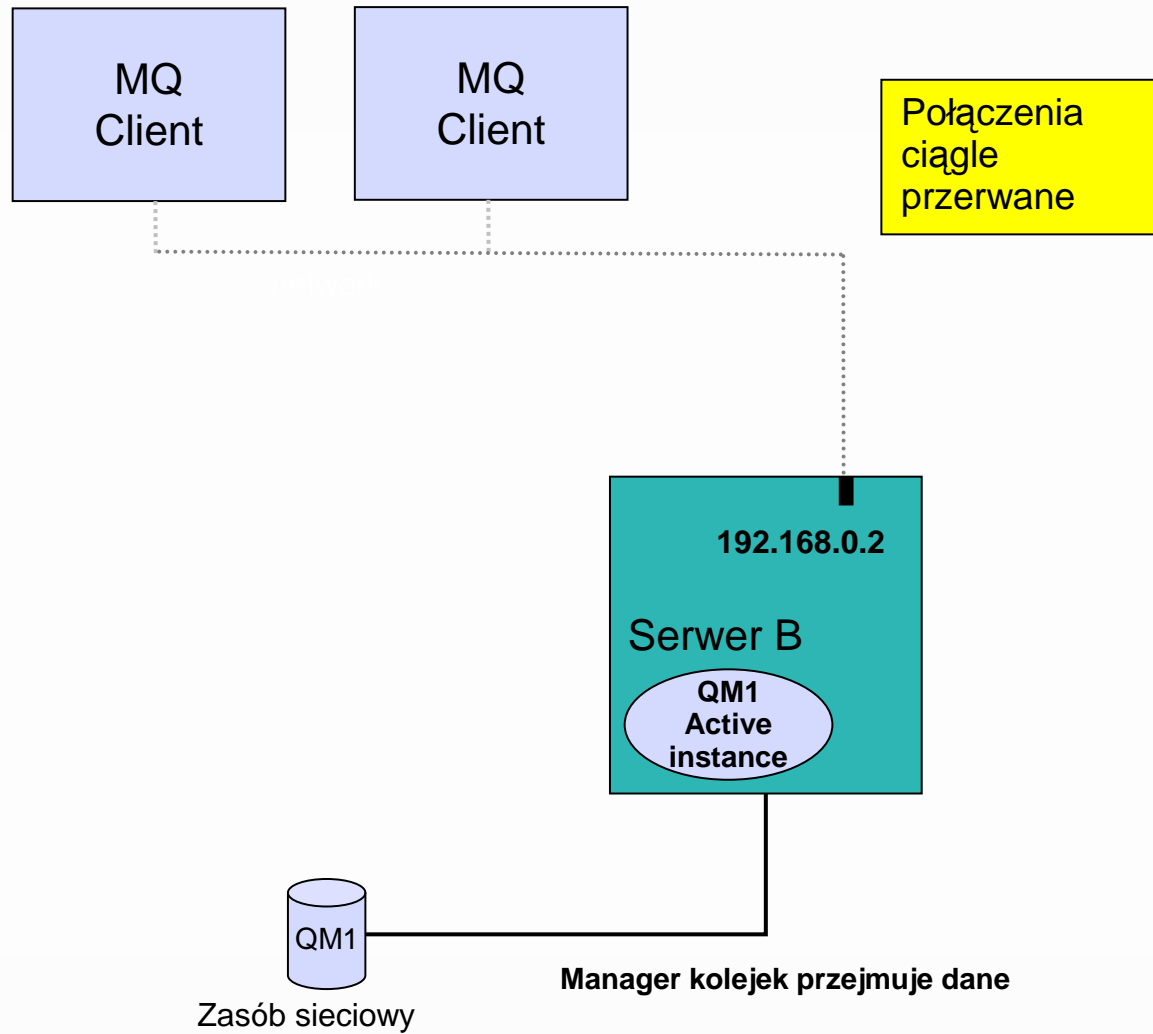 MQ
Client
MQ
Client
Połączenia
ciągle
przerwane
192.168.0.2
Serwer B
QM1
Active
instance
QM1
Manager kolejek przejmuje dane
Zasób sieciowy